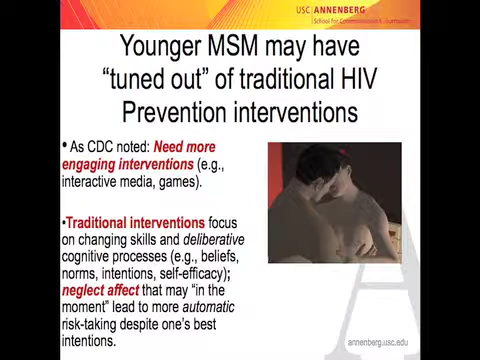 USC ANNENBERG
School for Communication & Journalism
Younger MSM may have
“tuned out” of traditional HIV
Prevention interventions
• As CDC noted: Need more
engaging interventions (e.g.,
interactive media, games).
•Traditional interventions focus
on changing skills and deliberative
cognitive processes (e.g., beliefs,
norms, intentions, self-efficacy);
neglect affect that may “in the
moment” lead to more automatic
risk-taking despite one’s best
intentions.
A
annenberg.usc.edu